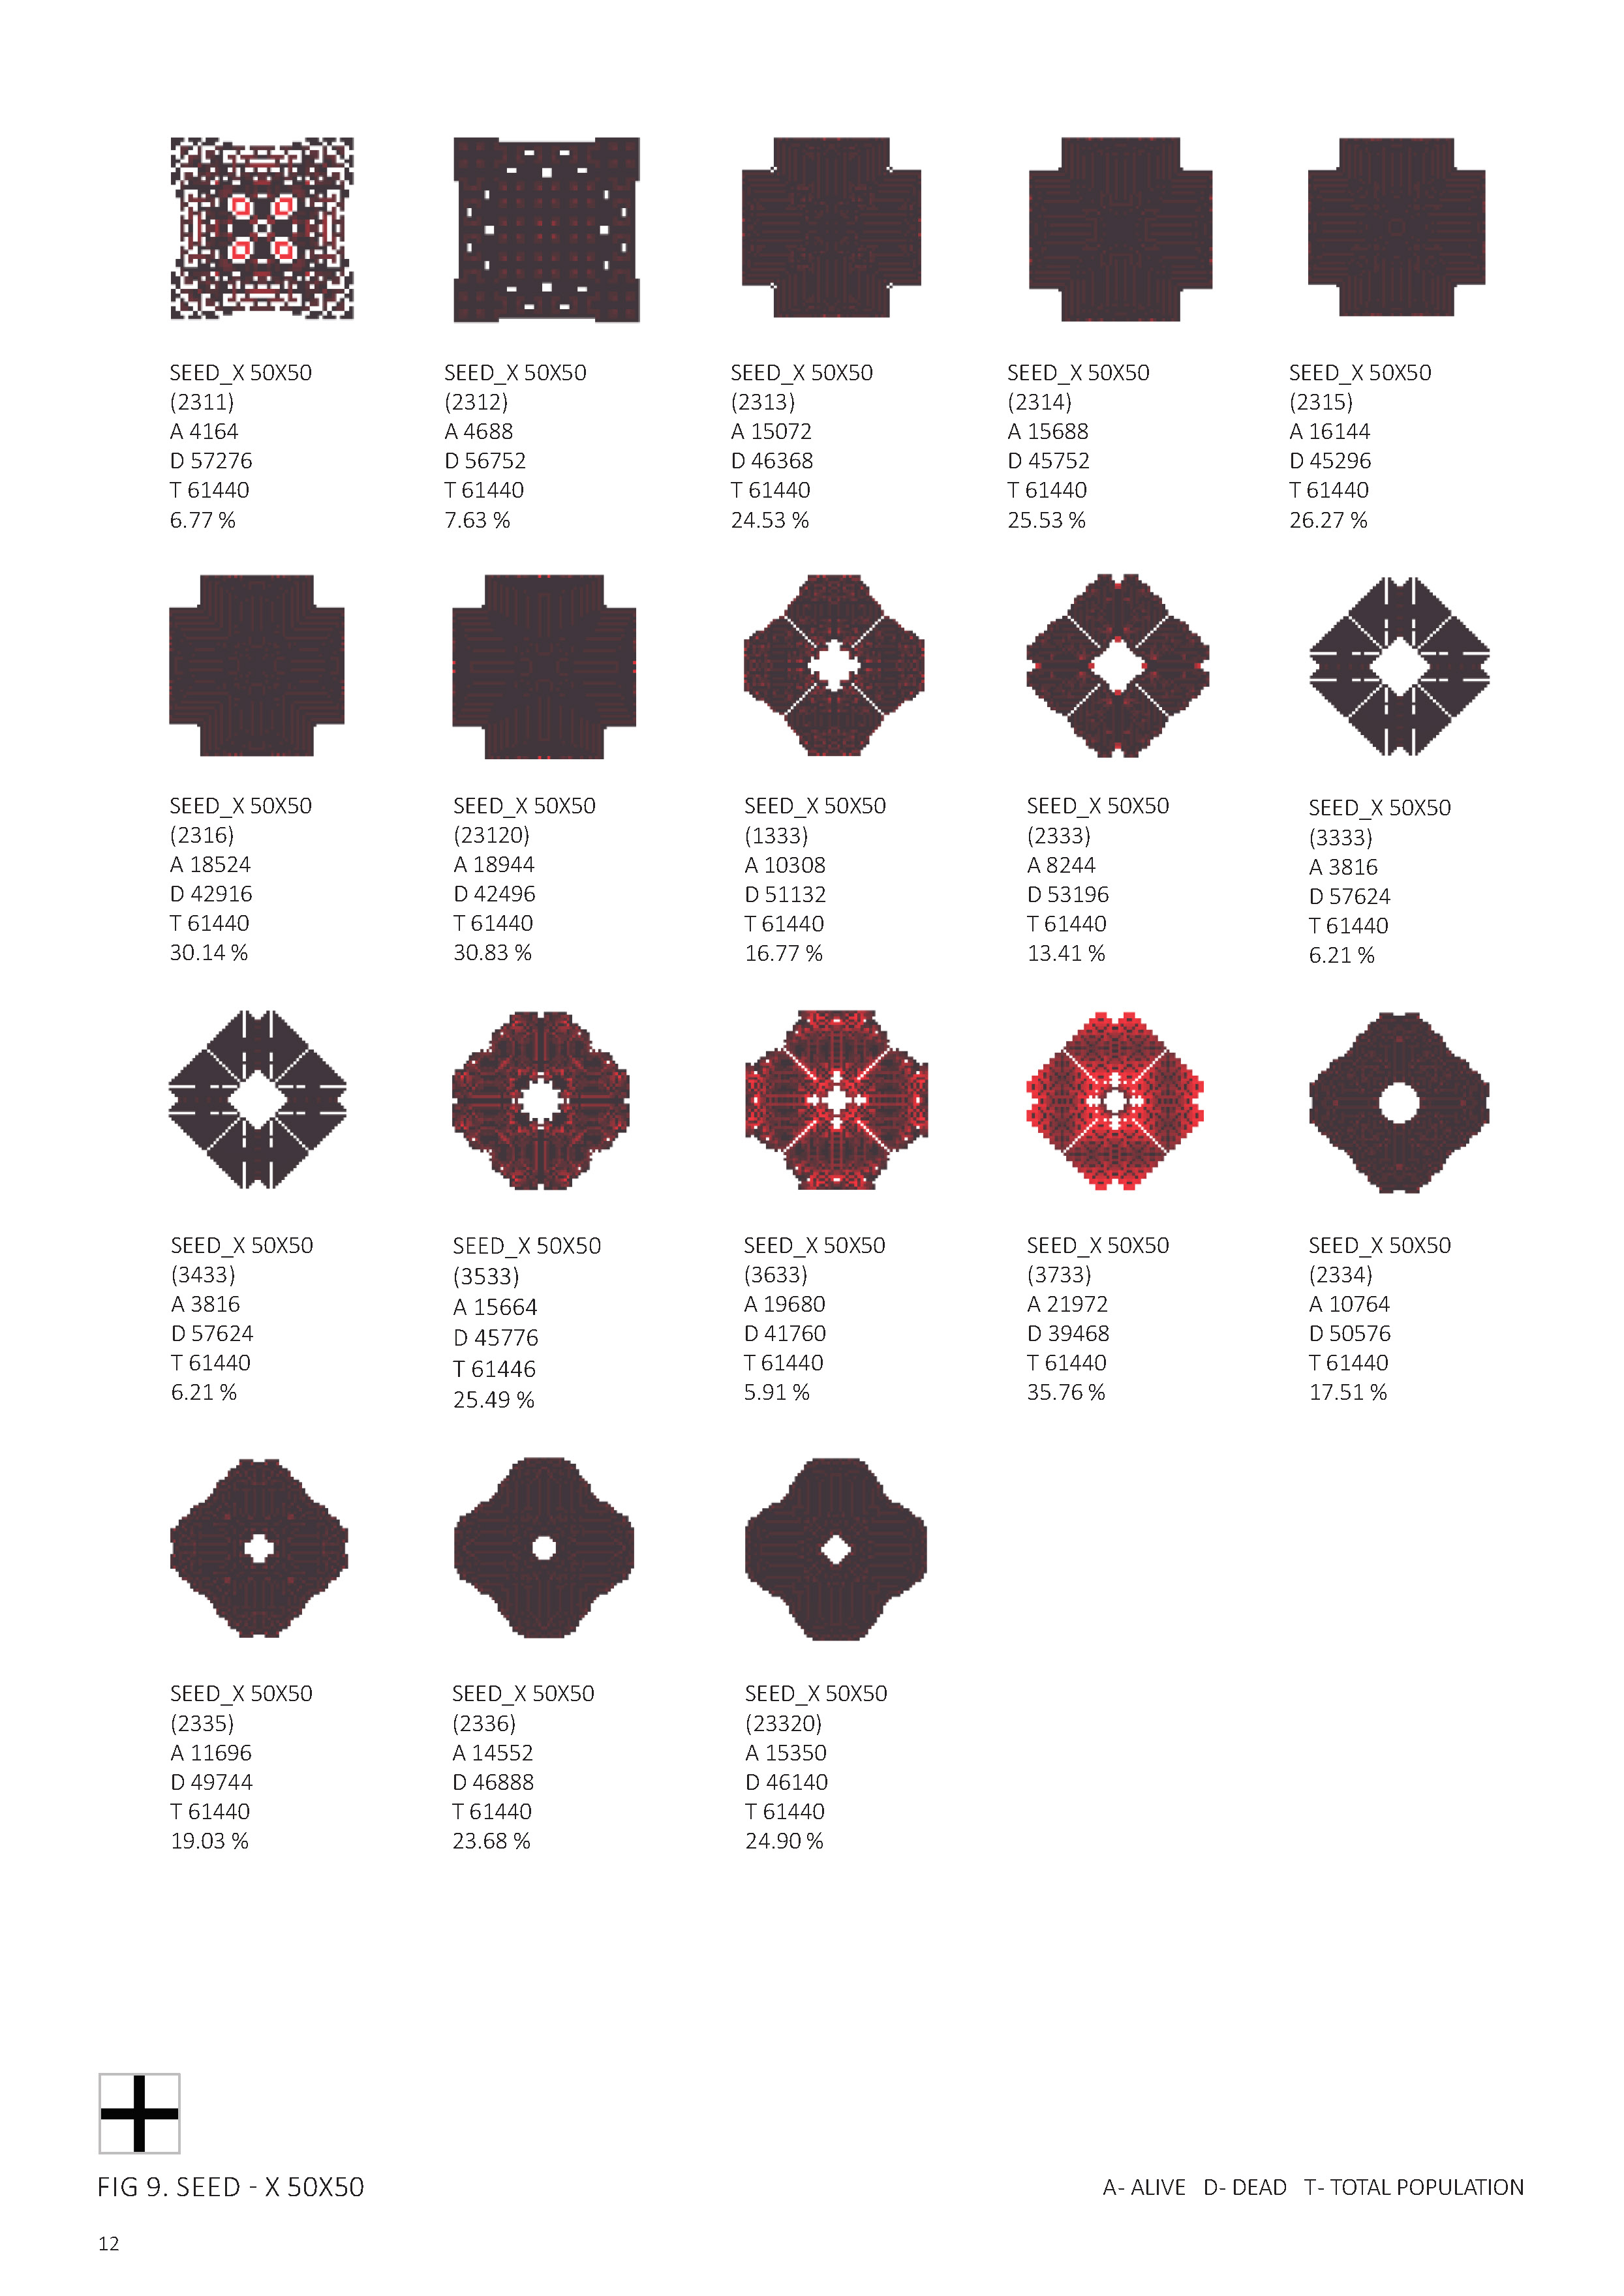 SEED_X 50X50
(2311)
A 4164
D 57276
T 61440
6.77 %
SEED_X 50X50
(2312)
A 4688
D 56752
T 61440
7.63 %
SEED_X 50X50
(2313)
A 15072
D 46368
T 61440
24.53 %
SEED_X 50X50
(2314)
A 15688
D 45752
T 61440
25.53 %
SEED_X 50X50
(2315)
A 16144
D 45296
T 61440
26.27 %
SEED_X 50X50
(2316)
A 18524
D 42916
T 61440
30.14 %
SEED_X 50X50
(23120)
A 18944
D 42496
T 61440
30.83 %
SEED_X 50X50
(1333)
A 10308
D 51132
T 61440
16.77 %
SEED_X 50X50
(2333)
A 8244
D 53196
T 61440
13.41 %
SEED_X 50X50
(3333)
A 3816
D 57624
T 61440
6.21 %
SEED_X 50X50
(3433)
A 3816
D 57624
T 61440
6.21 %
SEED_X 50X50
(3533)
A 15664
D 45776
T 61446
25.49 %
SEED_X 50X50
(3633)
A 19680
D 41760
T 61440
5.91 %
SEED_X 50X50
(3733)
A 21972
D 39468
T 61440
35.76 %
SEED_X 50X50
(2334)
A 10764
D 50576
T 61440
17.51 %
SEED_X 50X50
(2335)
A 11696
D 49744
T 61440
19.03 %
SEED_X 50X50
(2336)
A 14552
D 46888
T 61440
23.68 %
SEED_X 50X50
(23320)
A 15350
D 46140
T 61440
24.90 %
FIG 9. SEED - X 50X50
A- ALIVE D- DEAD T- TOTAL POPULATION
12